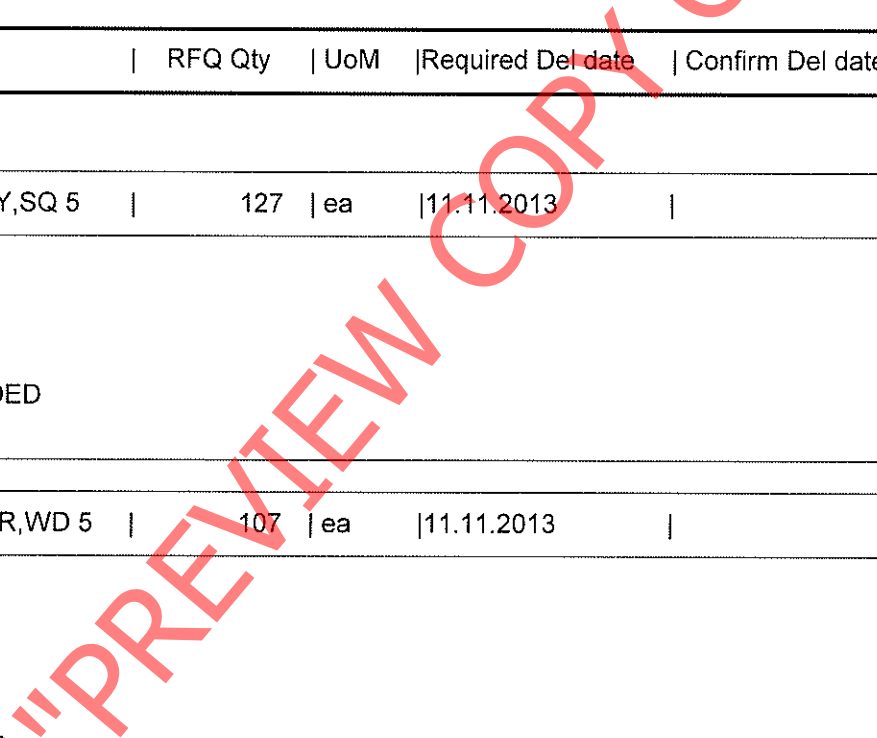 | RFQ Qty | UoM |Required Del date | Confirm Del date
Y,SQ 5 | 127 | ea |11.11.2013 |
DED
R,WD 5 | 107 | ea |11.11.2013 |
"PREVIEW COPY